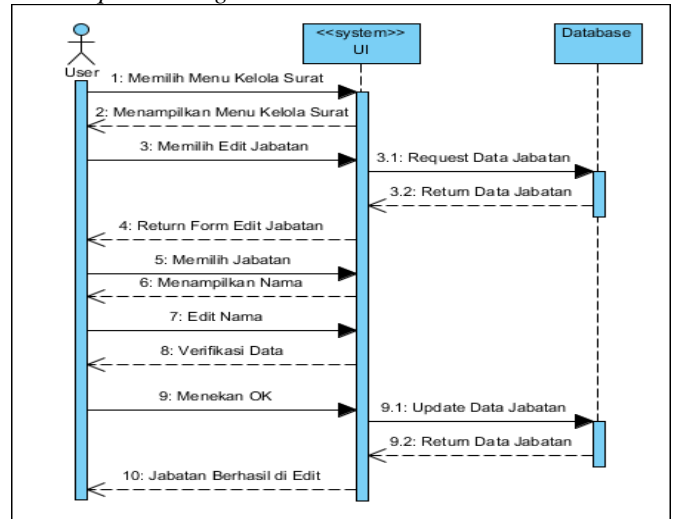 <<system>>
UI
Database
User
1: Memilih Menu Kelola Surat
2: Menampilkan Menu Kelola Surat
3: Memilih Edit Jabatan
3.1: Request Data Jabatan
3.2: Return Data Jabatan
4: Return Form Edit Jabatan
5: Memilih Jabatan
6: Menampilkan Nama
7: Edit Nama
8: Verifikasi Data
9: Menekan OK
9.1: Update Data Jabatan
9.2: Return Data Jabatan
10: Jabatan Berhasil di Edit